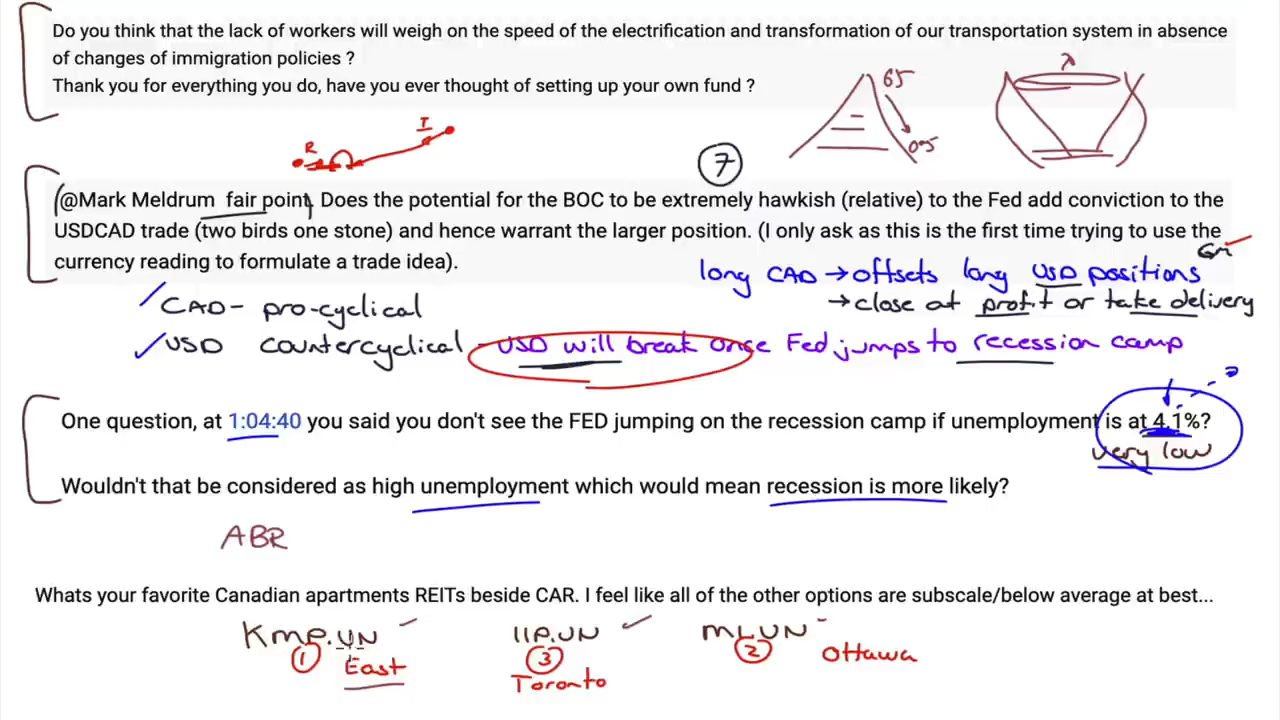 Do you think that the lack of workers will weigh on the speed of the electrification and transformation of our transportation system in absence
of changes of immigration policies ?
Thank you for everything you do, have you ever thought of setting up your own fund ?
65
I
R
7
(@Mark Meldrum fair point, Does the potential for the BOC to be extremely hawkish (relative) to the Fed add conviction to the
USDCAD trade (two birds one stone) and hence warrant the larger position. (I only ask as this is the first time trying to use the
currency reading to formulate a trade idea).
6m
long CAD → offsets long USD positions
→ close at profit or take delivery
CAD - pro-cyclical
USD countercyclical - USD will break once Fed jumps to recession camp
One question, at 1:04:40 you said you don't see the FED jumping on the recession camp if unemployment is at 4.1%?
very low
Wouldn't that be considered as high unemployment which would mean recession is more likely?
ABR
Whats your favorite Canadian apartments REITs beside CAR. I feel like all of the other options are subscale/below average at best...
KMP.UN IIP.UN MI.UN
1 East 3 Toronto 2 Ottawa